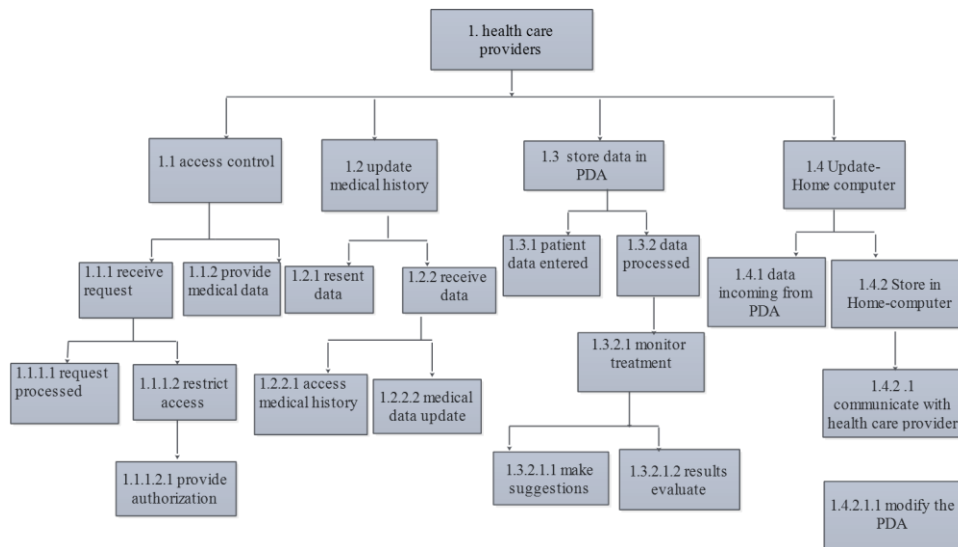 1. health care
providers
1.1 access control
1.2 update
medical history
1.3 store data in
PDA
1.4 Update-
Home computer
1.1.1 receive
request
1.1.2 provide
medical data
1.2.1 resent
data
1.2.2 receive
data
1.3.1 patient
data entered
1.3.2 data
processed
1.4.1 data
incoming from
PDA
1.4.2 Store in
Home-computer
1.1.1.1 request
processed
1.1.1.2 restrict
access
1.2.2.1 access
medical history
1.2.2.2 medical
data update
1.3.2.1 monitor
treatment
1.4.2 .1
communicate with
health care provider
1.1.1.2.1 provide
authorization
1.3.2.1.1 make
suggestions
1.3.2.1.2 results
evaluate
1.4.2.1.1 modify the
PDA